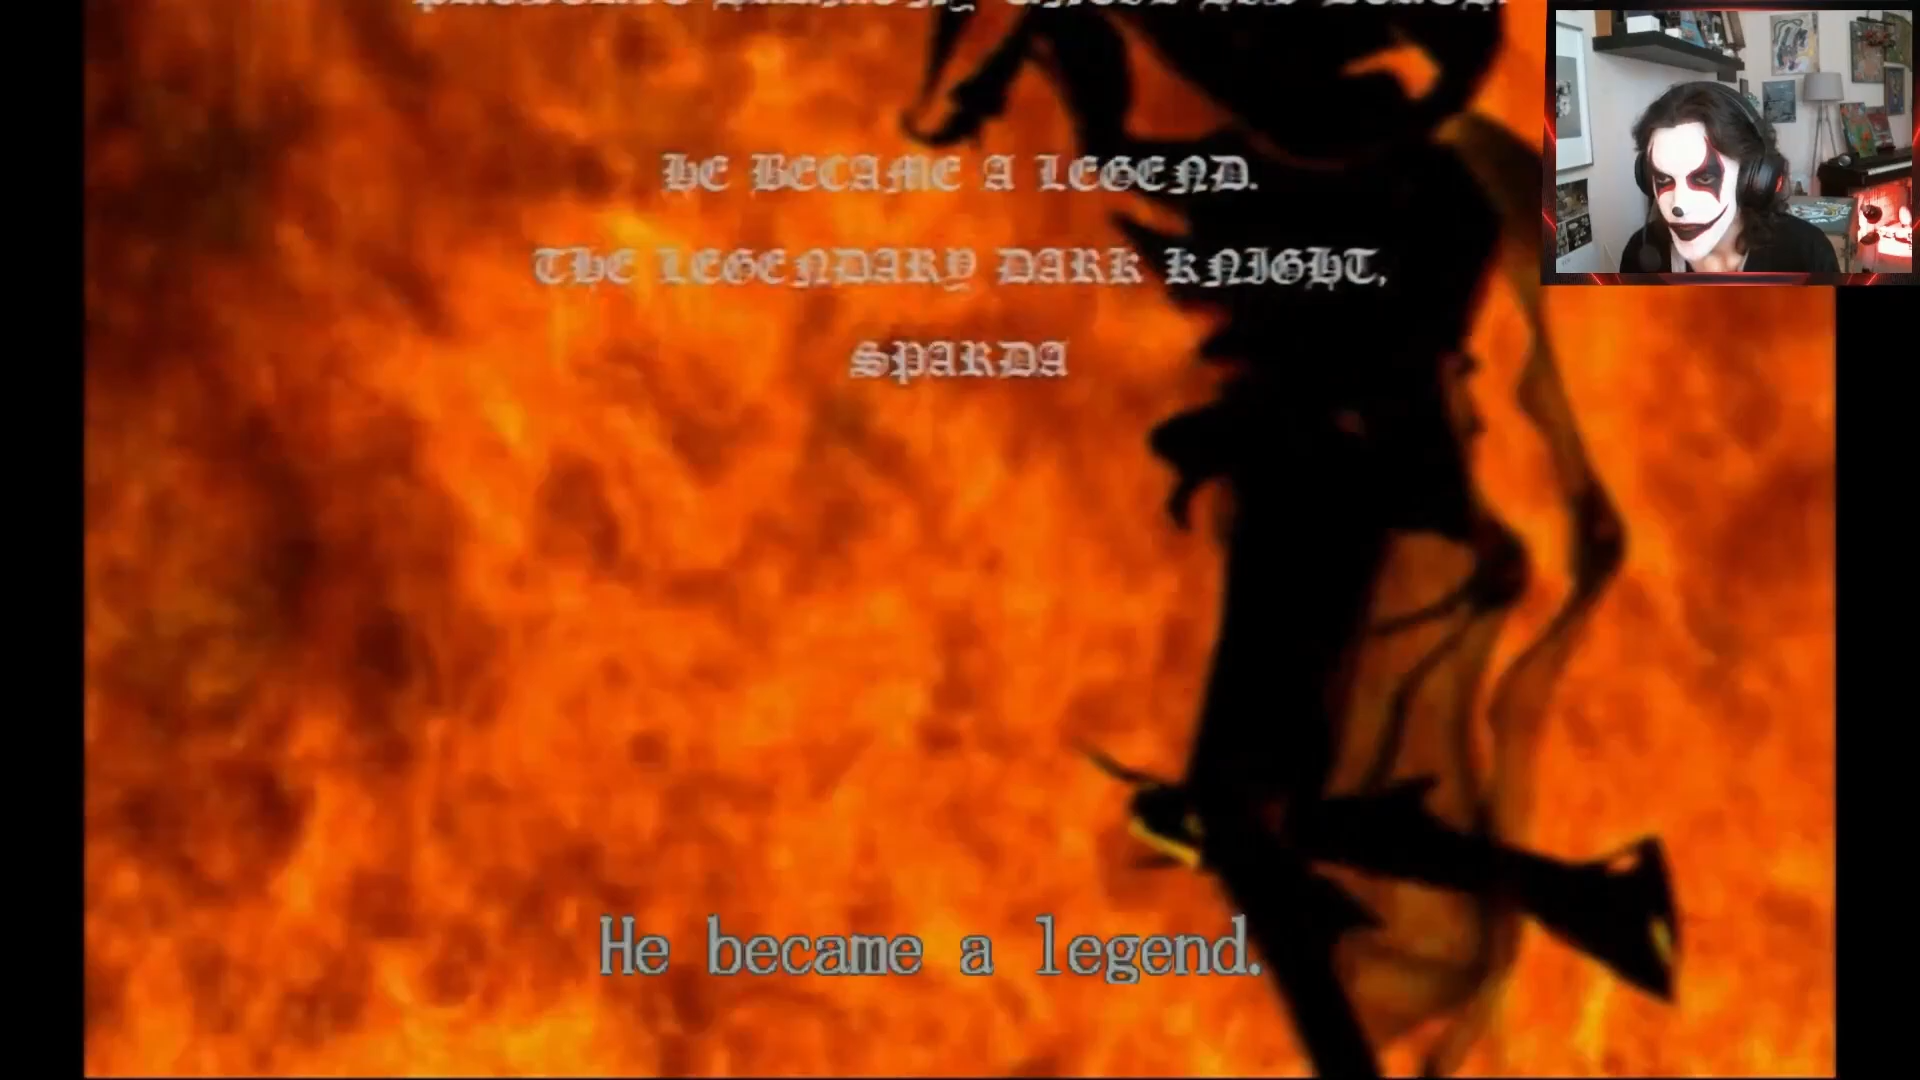 HE BECAME A LEGEND.
THE LEGENDARY DARK KNIGHT,
SPARDA
He became a legend.